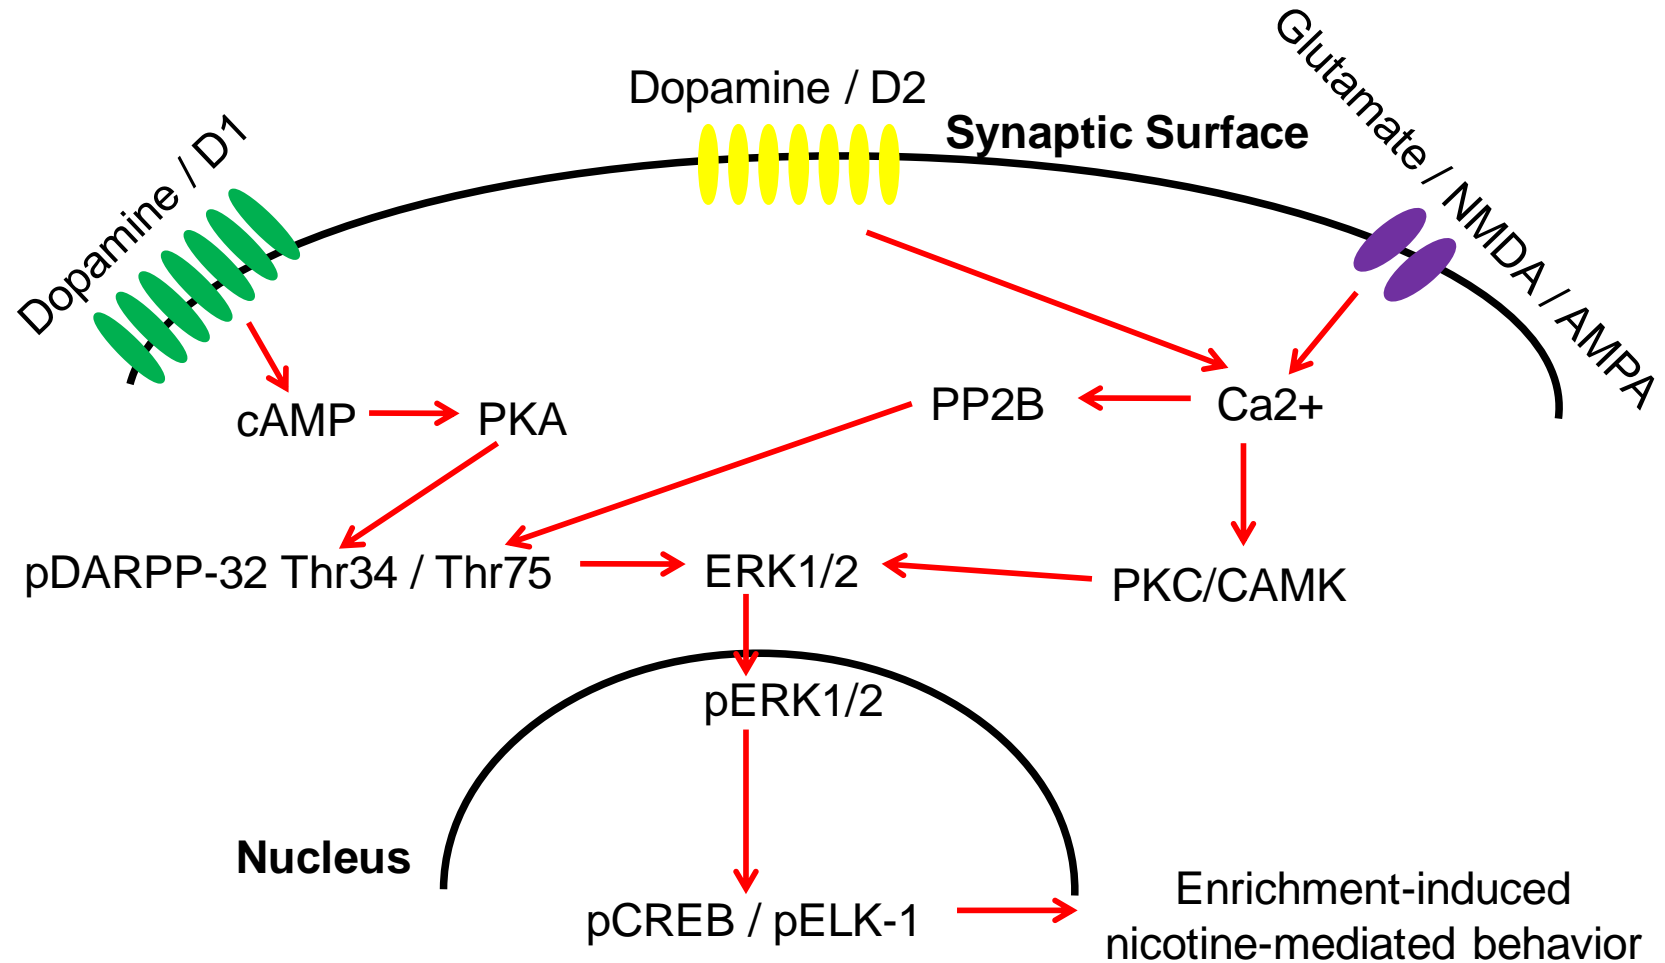 Glutamate / NMDA / AMPA
Dopamine / D2
Synaptic Surface
Dopamine / D1
cAMP
PKA
PP2B
Ca2+
pDARPP-32 Thr34 / Thr75
ERK1/2
PKC/CAMK
pERK1/2
Nucleus
pCREB / pELK-1
Enrichment-induced
nicotine-mediated behavior